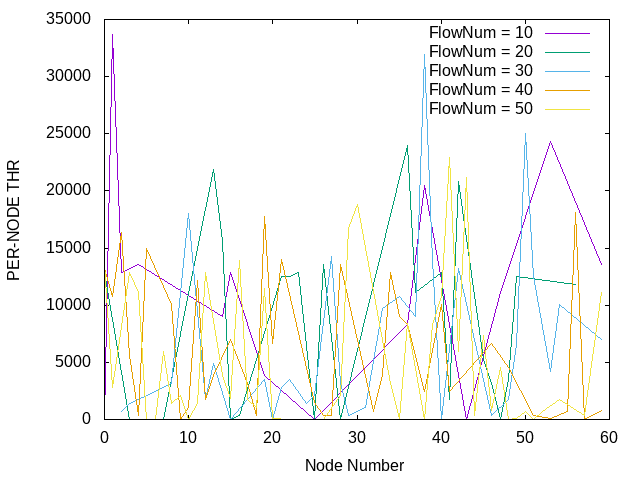 35000
30000
25000
20000
15000
10000
5000
0
PER-NODE THR
FlowNum = 10
FlowNum = 20
FlowNum = 30
FlowNum = 40
FlowNum = 50
0 10 20 30 40 50 60
Node Number